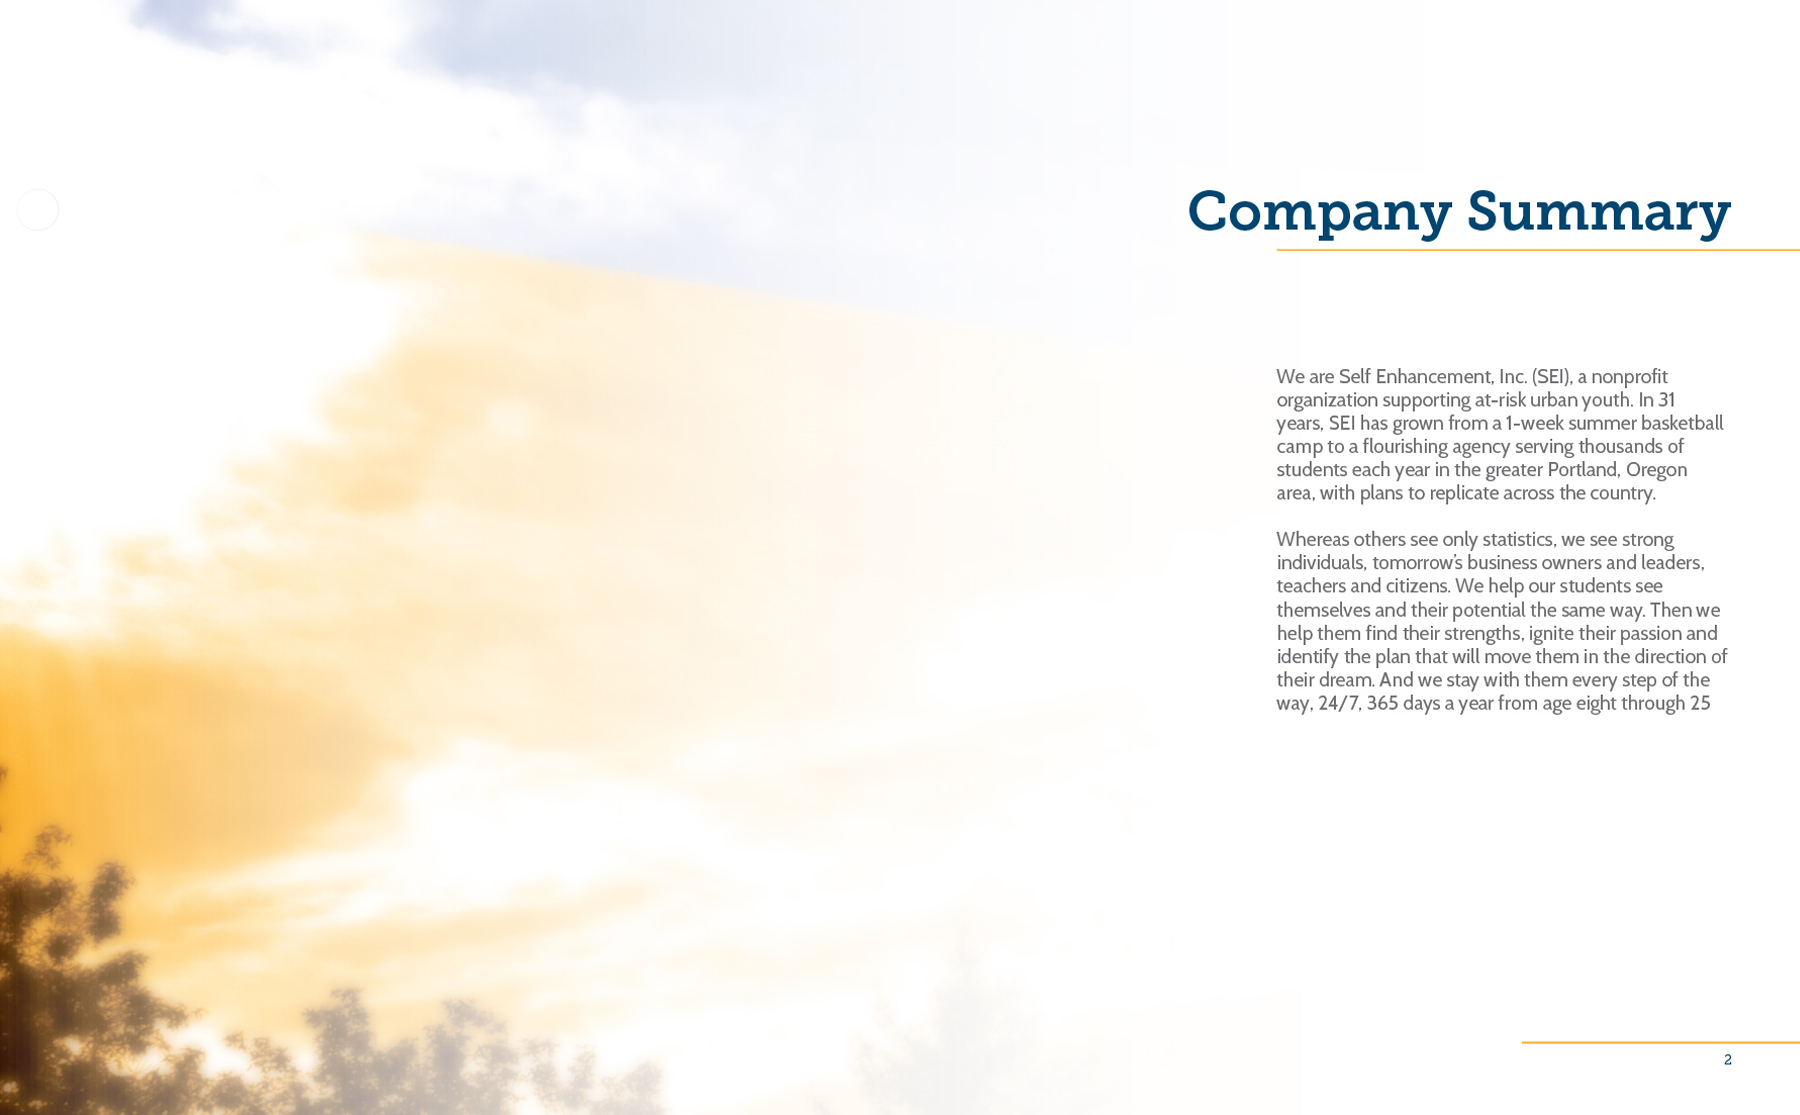 Company Summary
We are Self Enhancement, Inc. (SEI), a nonprofit
organization supporting at-risk urban youth. In 31
years, SEI has grown from a 1-week summer basketball
camp to a flourishing agency serving thousands of
students each year in the greater Portland, Oregon
area, with plans to replicate across the country.
Whereas others see only statistics, we see strong
individuals, tomorrow's business owners and leaders,
teachers and citizens. We help our students see
themselves and their potential the same way. Then we
help them find their strengths, ignite their passion and
identify the plan that will move them in the direction of
their dream. And we stay with them every step of the
way, 24/7, 365 days a year from age eight through 25
2